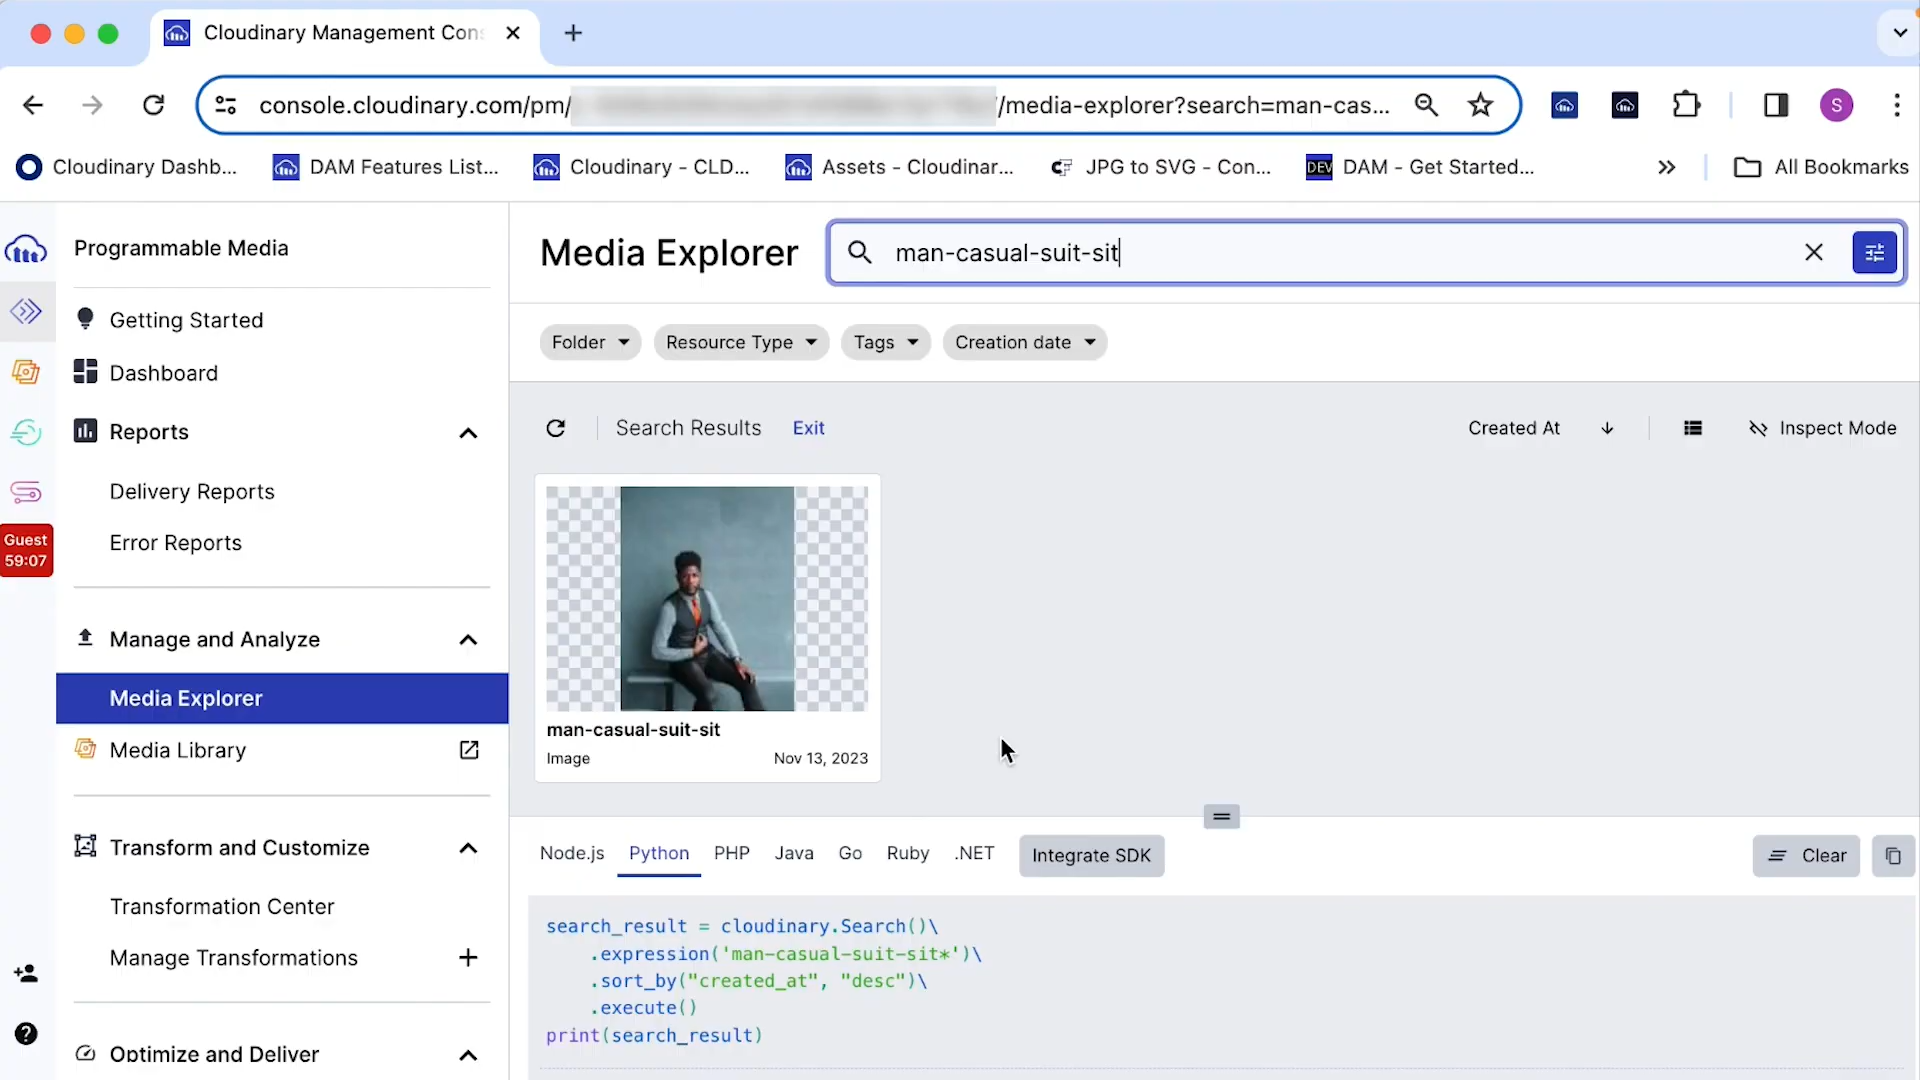 Cloudinary Management Cons
console.cloudinary.com/pm/ /media-explorer?search=man-cas...
S
Cloudinary Dashb...
DAM Features List...
Cloudinary - CLD...
Assets - Cloudinar...
JPG to SVG - Con...
DEV
DAM - Get Started...
All Bookmarks
Programmable Media
Getting Started
Dashboard
Reports
Delivery Reports
Error Reports
Guest
59:07
Manage and Analyze
Media Explorer
Media Library
Transform and Customize
Transformation Center
Manage Transformations
Optimize and Deliver
Media Explorer
man-casual-suit-sit
Folder
Resource Type
Tags
Creation date
Search Results
Exit
Created At
Inspect Mode
man-casual-suit-sit
Image
Nov 13, 2023
Node.js
Python
PHP
Java
Go
Ruby
.NET
Integrate SDK
Clear
search_result = cloudinary.Search()\
.expression('man-casual-suit-sit*')\
.sort_by("created_at", "desc")\
.execute()
print(search_result)